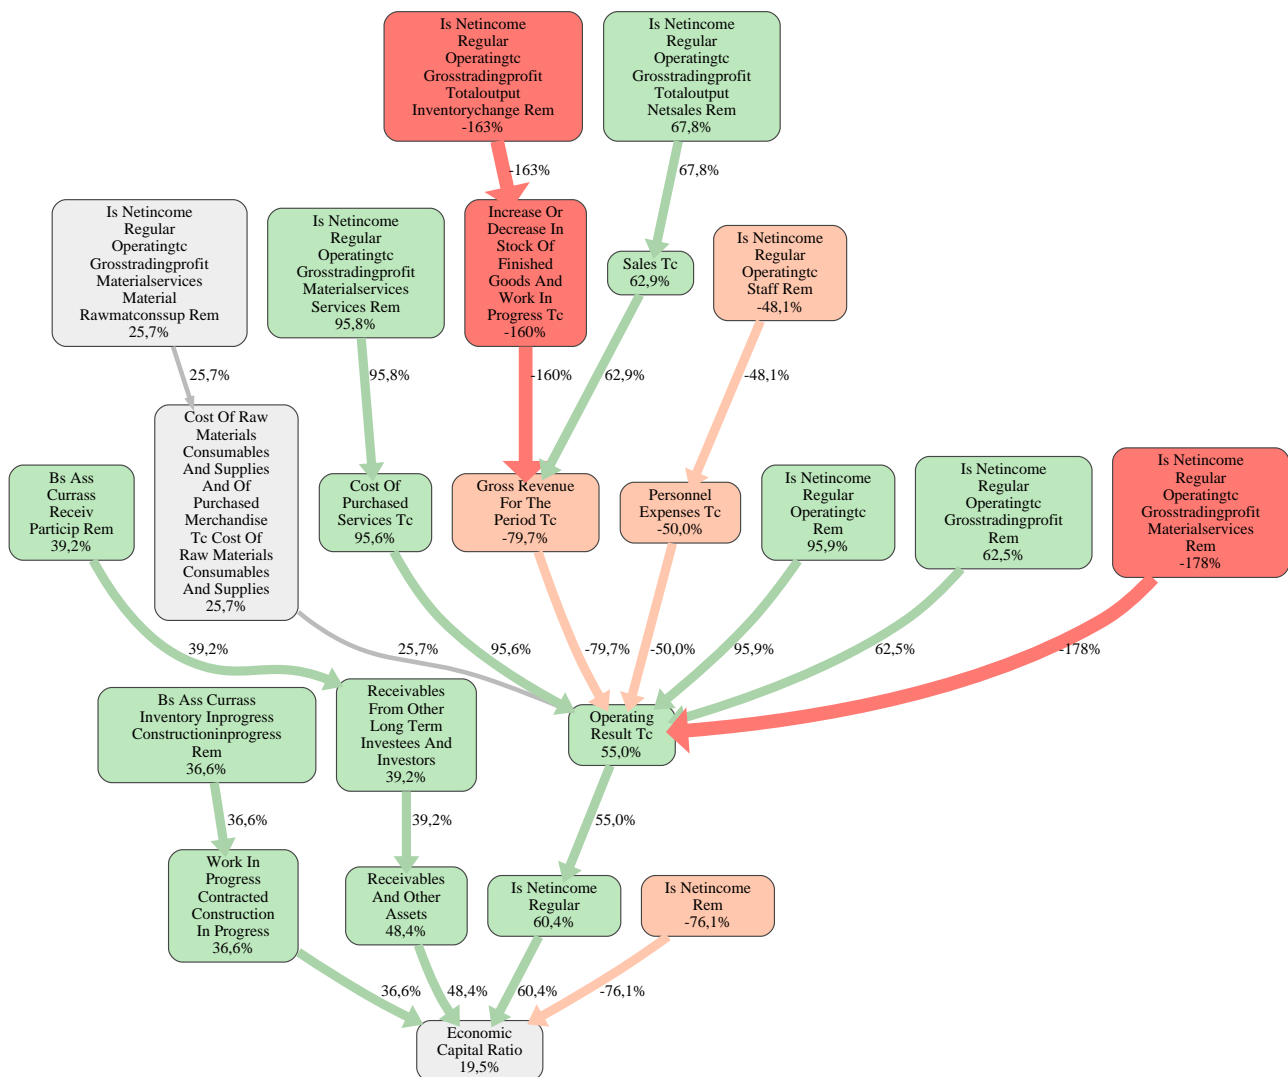 Is Netincome
Regular
Operatingtc
Grosstradingprofit
Totaloutput
Inventorychange Rem
-163%
Is Netincome
Regular
Operatingtc
Grosstradingprofit
Totaloutput
Netsales Rem
67,8%
-163%
67,8%
Is Netincome
Regular
Operatingtc
Grosstradingprofit
Materialservices
Material
Rawmatconssup Rem
25,7%
Is Netincome
Regular
Operatingtc
Grosstradingprofit
Materialservices
Services Rem
95,8%
Increase Or
Decrease In
Stock Of
Finished
Goods And
Work In
Progress Tc
-160%
Sales Tc
62,9%
Is Netincome
Regular
Operatingtc
Staff Rem
-48,1%
25,7%
95,8%
-160%
62,9%
-48,1%
Bs Ass
Currass
Receiv
Particip Rem
39,2%
Cost Of Raw
Materials
Consumables
And Supplies
And Of
Purchased
Merchandise
Tc Cost Of
Raw Materials
Consumables
And Supplies
25,7%
Cost Of
Purchased
Services Tc
95,6%
Gross Revenue
For The
Period Tc
-79,7%
Personnel
Expenses Tc
-50,0%
Is Netincome
Regular
Operatingtc
Rem
95,9%
Is Netincome
Regular
Operatingtc
Grosstradingprofit
Rem
62,5%
Is Netincome
Regular
Operatingtc
Grosstradingprofit
Materialservices
Rem
-178%
39,2%
25,7%
95,6%
-79,7%
-50,0%
95,9%
62,5%
-178%
Bs Ass Currass
Inventory Inprogress
Constructioninprogress
Rem
36,6%
Receivables
From Other
Long Term
Investees And
Investors
39,2%
Operating
Result Tc
55,0%
36,6%
39,2%
55,0%
Work In
Progress
Contracted
Construction
In Progress
36,6%
Receivables
And Other
Assets
48,4%
Is Netincome
Regular
60,4%
Is Netincome
Rem
-76,1%
36,6%
48,4%
60,4%
-76,1%
Economic
Capital Ratio
19,5%